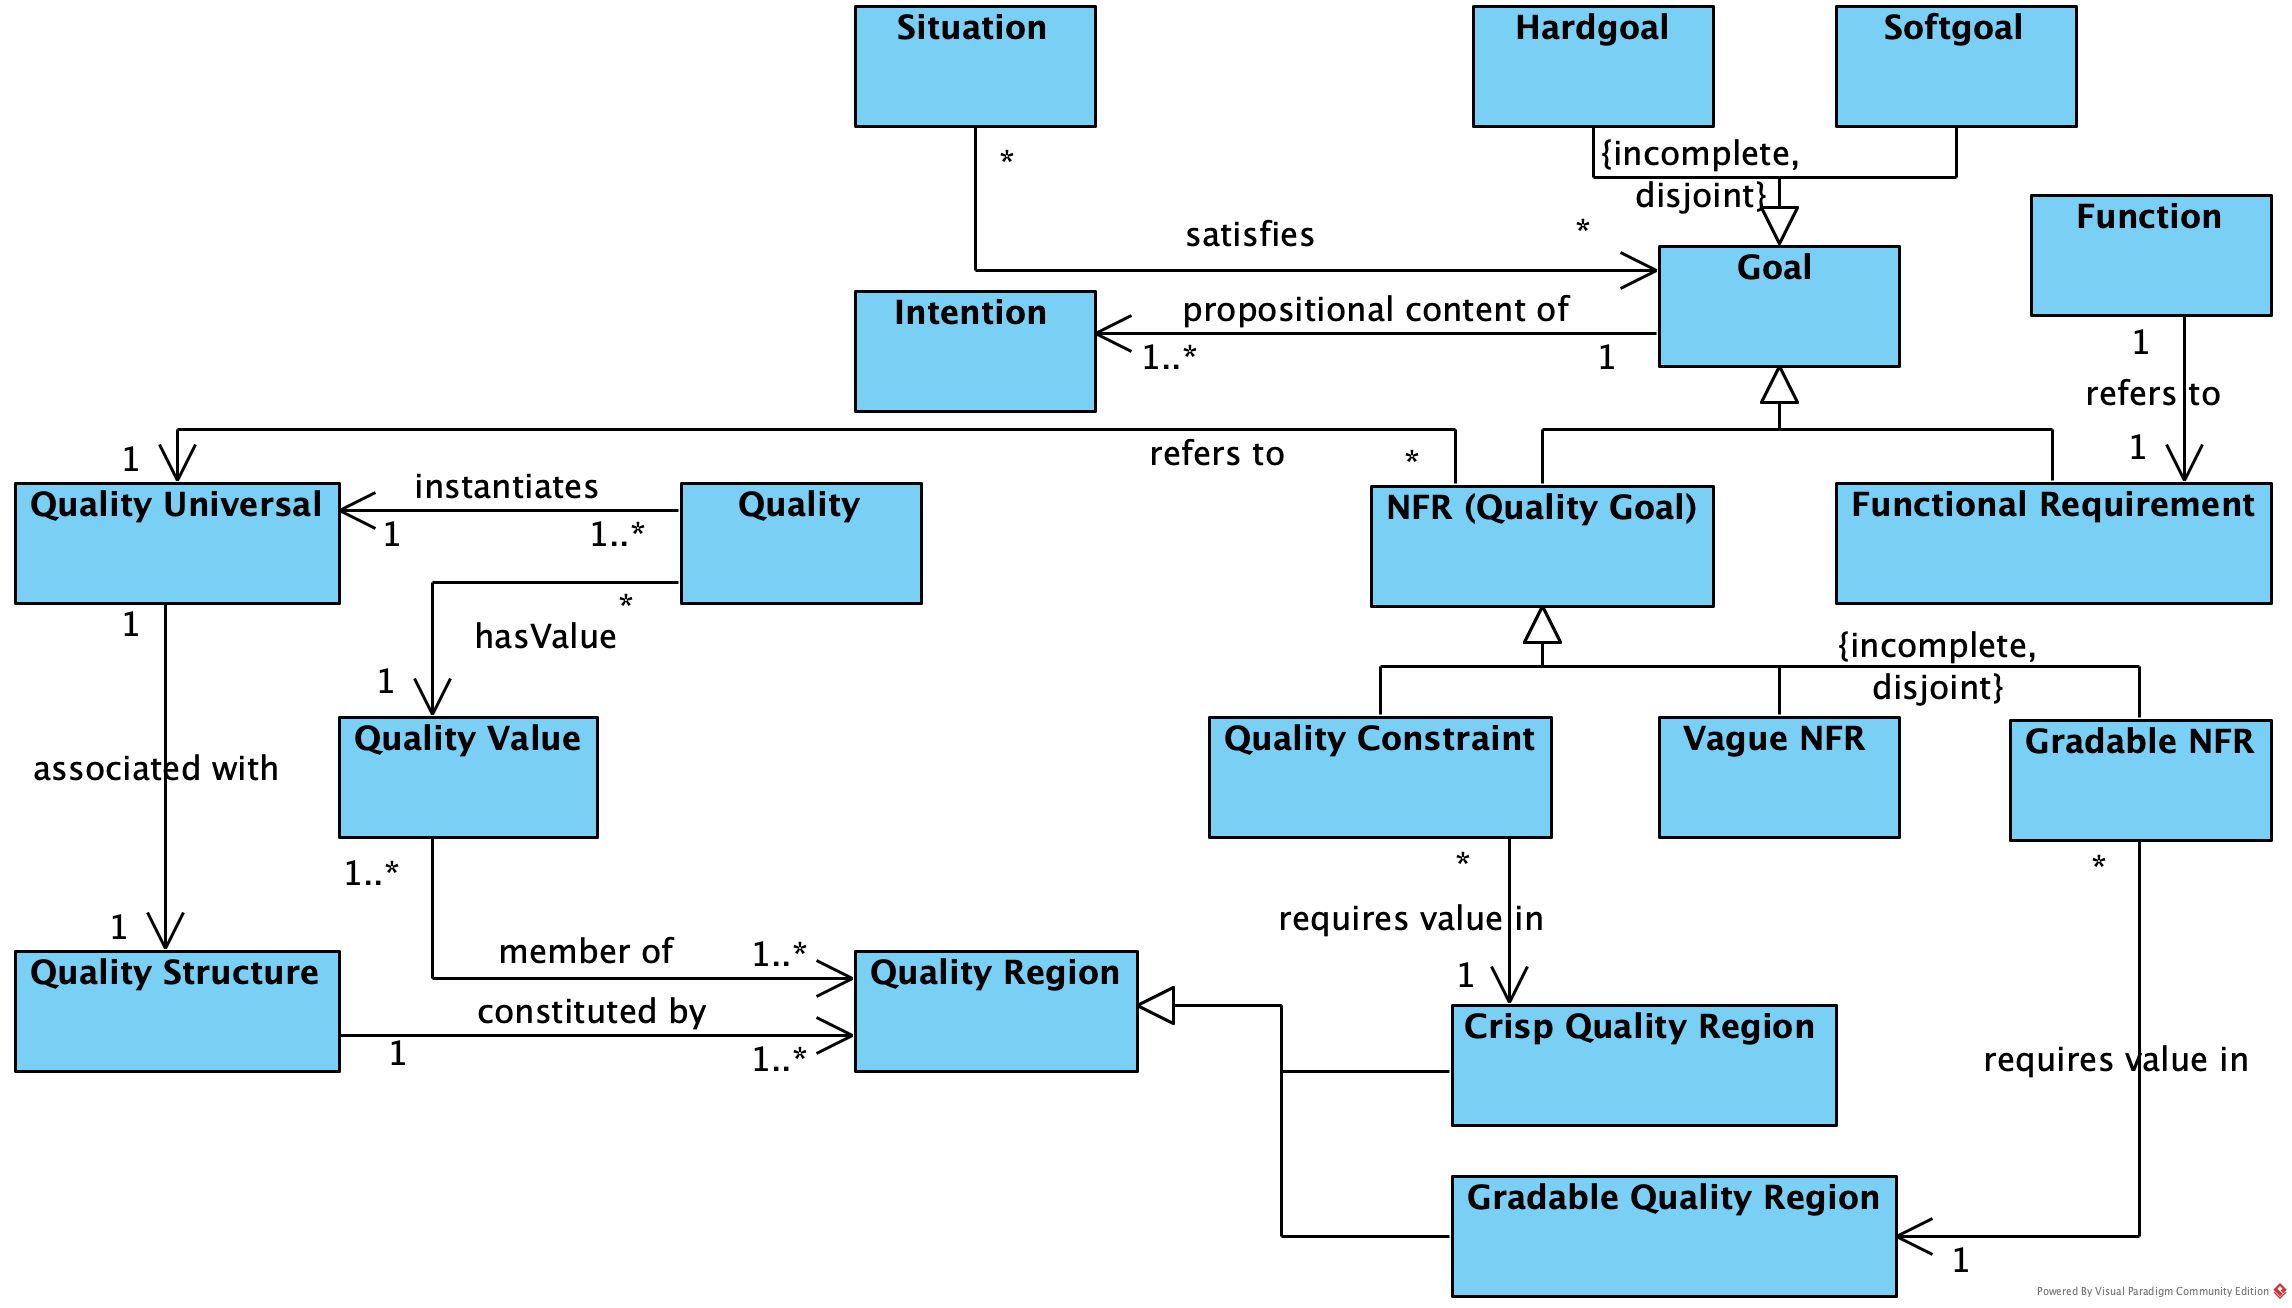 Situation
Hardgoal
Softgoal
*
{incomplete,
disjoint}
Function
satisfies
*
Goal
Intention
propositional content of
1..*
1
1
refers to
1
1
refers to
*
Quality Universal
instantiates
1
1..*
Quality
NFR (Quality Goal)
Functional Requirement
1
*
hasValue
1
{incomplete,
disjoint}
associated with
Quality Value
Quality Constraint
Vague NFR
Gradable NFR
1..*
*
*
requires value in
1
1
member of
1..*
Quality Structure
constituted by
1
1..*
Quality Region
Crisp Quality Region
requires value in
Gradable Quality Region
1
Powered By Visual Paradigm Community Edition